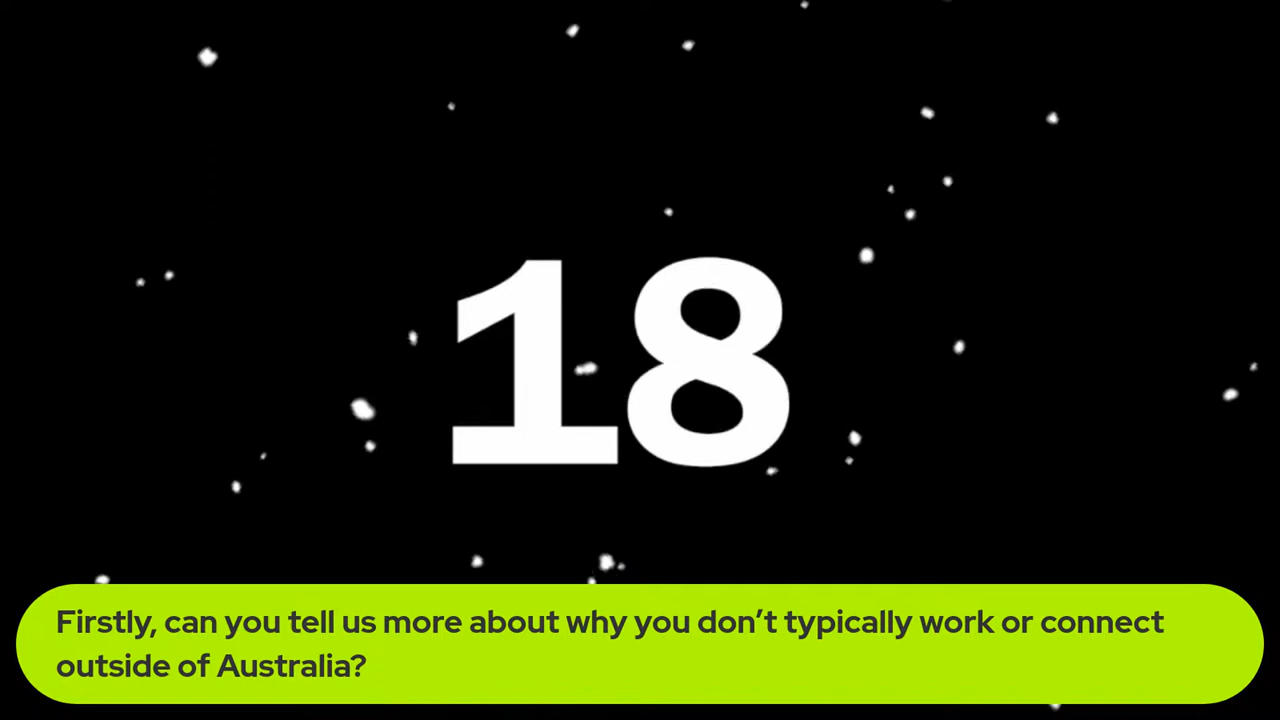 18
Firstly, can you tell us more about why you don’t typically work or connect
outside of Australia?